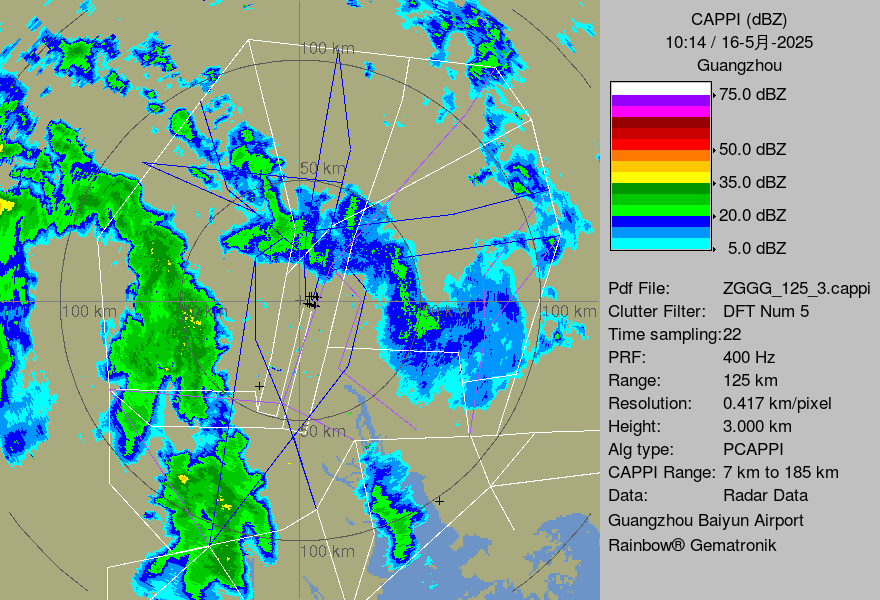 CAPPI (dBZ)
10:14 / 16-5月-2025
Guangzhou
75.0 dBZ
50.0 dBZ
35.0 dBZ
20.0 dBZ
5.0 dBZ
Pdf File: ZGGG_125_3.cappi
Clutter Filter: DFT Num 5
Time sampling:22
PRF: 400 Hz
Range: 125 km
Resolution: 0.417 km/pixel
Height: 3.000 km
Alg type: PCAPPI
CAPPI Range: 7 km to 185 km
Data: Radar Data
Guangzhou Baiyun Airport
Rainbow® Gematronik
100 km
50 km
100 km
100 km
50 km
100 km